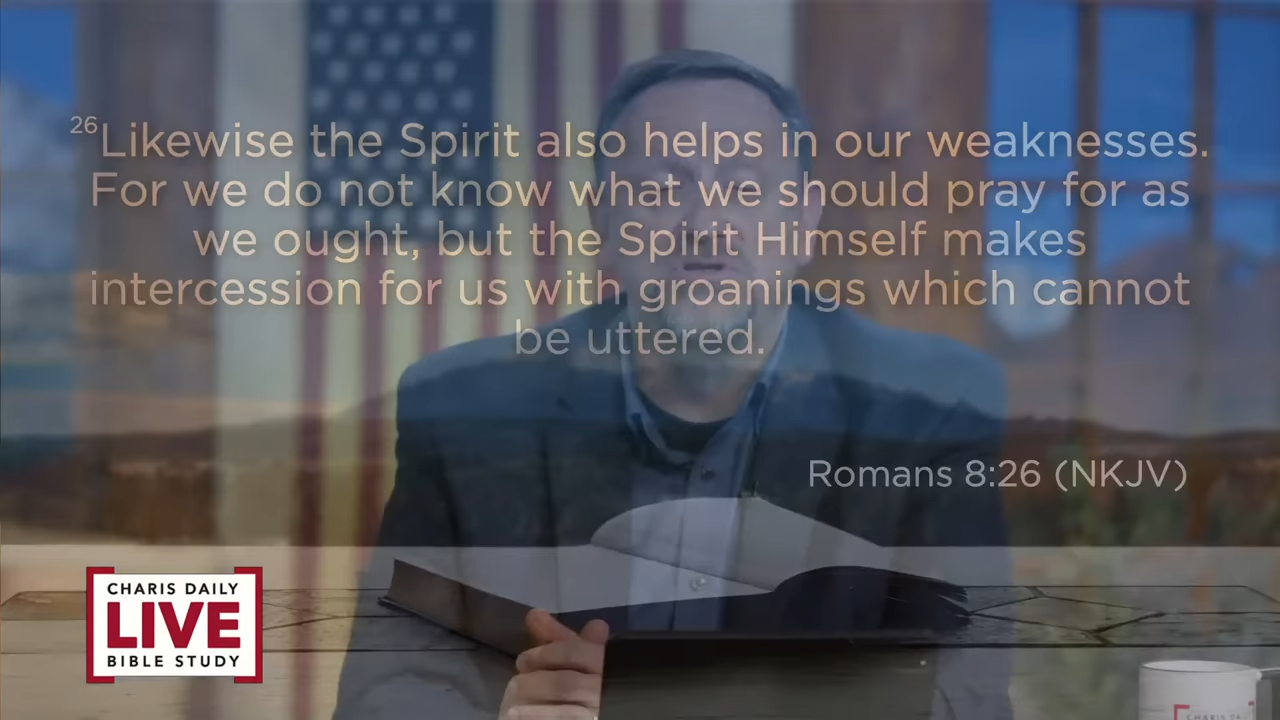 26Likewise the Spirit also helps in our weaknesses.
For we do not know what we should pray for as
we ought, but the Spirit Himself makes
intercession for us with groanings which cannot
be uttered.
Romans 8:26 (NKJV)
CHARIS DAILY
LIVE
BIBLE STUDY
CHARIS DA